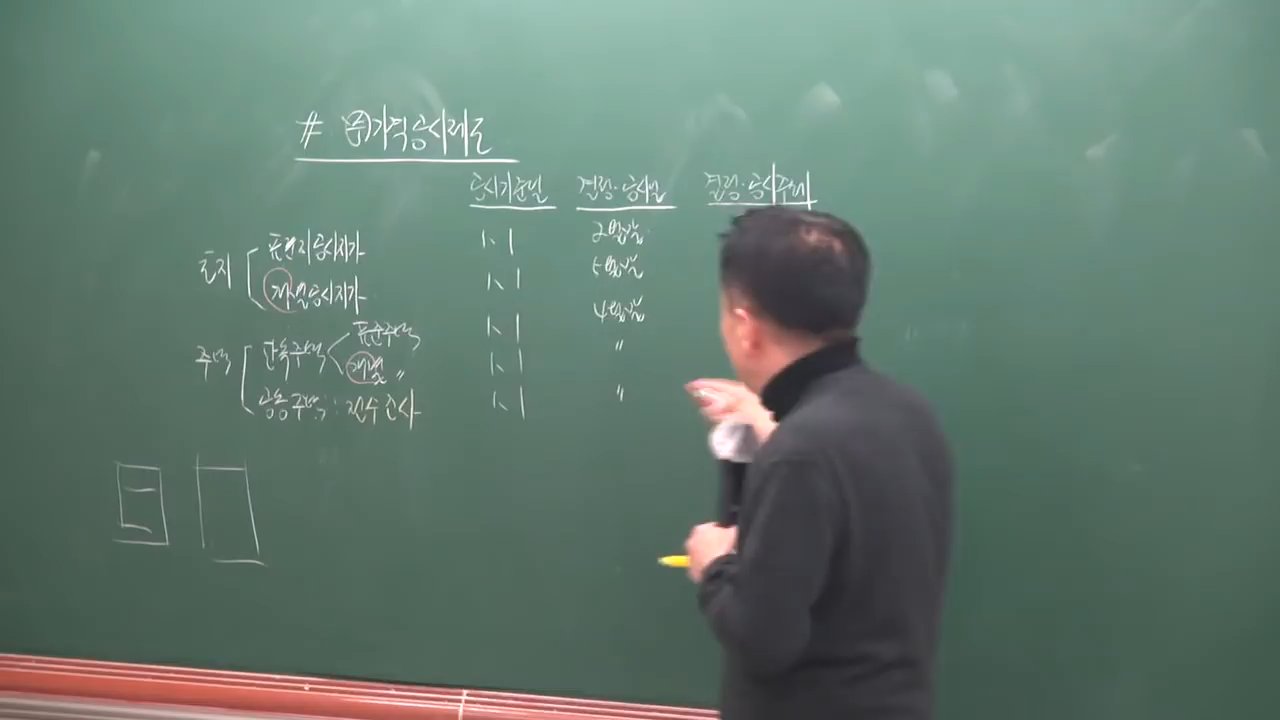 # ㈜가격공시제도
공시기준일 결정·공시일 결정·공시주체
토지 표준지공시지가 1. 1 2월말
개별공시지가 1. 1 5월말
주택 단독주택 표준주택 1. 1 4월말
개별 〃 1. 1 〃
공동주택 : 전수조사 1. 1 〃